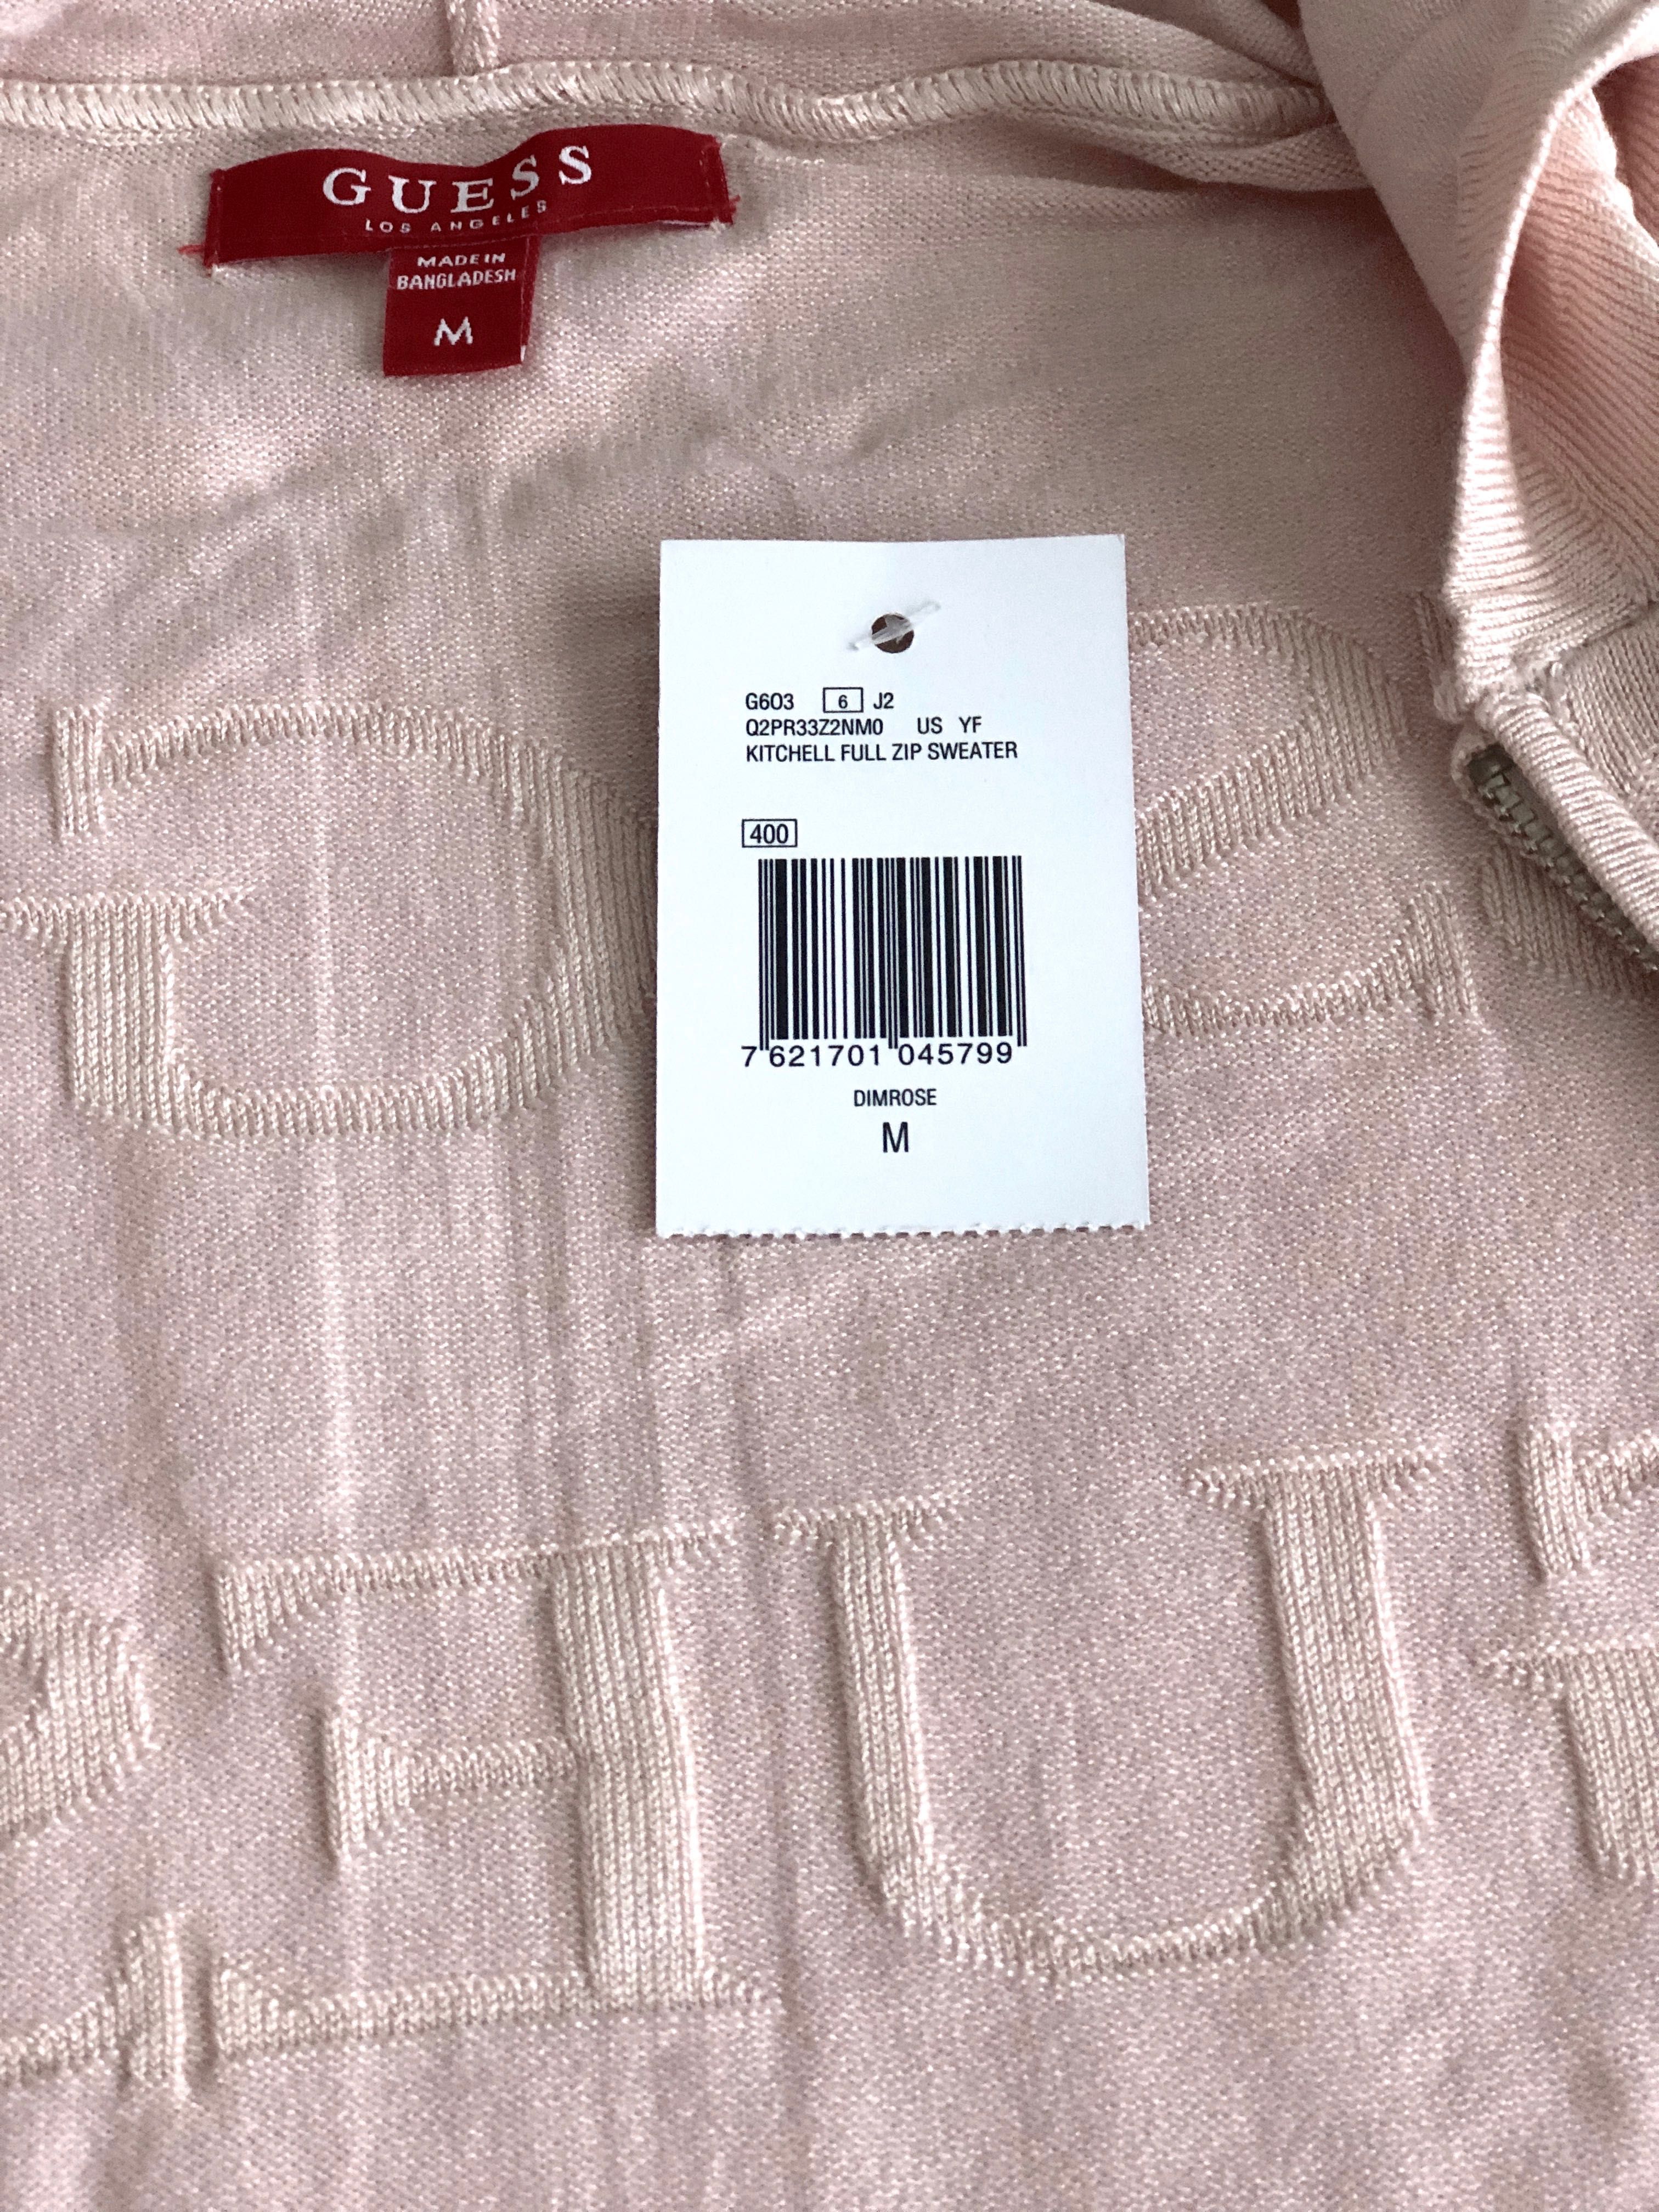 GUESS
LOS ANGELES
MADE IN
BANGLADESH
M
G6O3 6 J2
Q2PR33Z2NM0 US YF
KITCHELL FULL ZIP SWEATER
400
7 621701 045799
DIMROSE
M